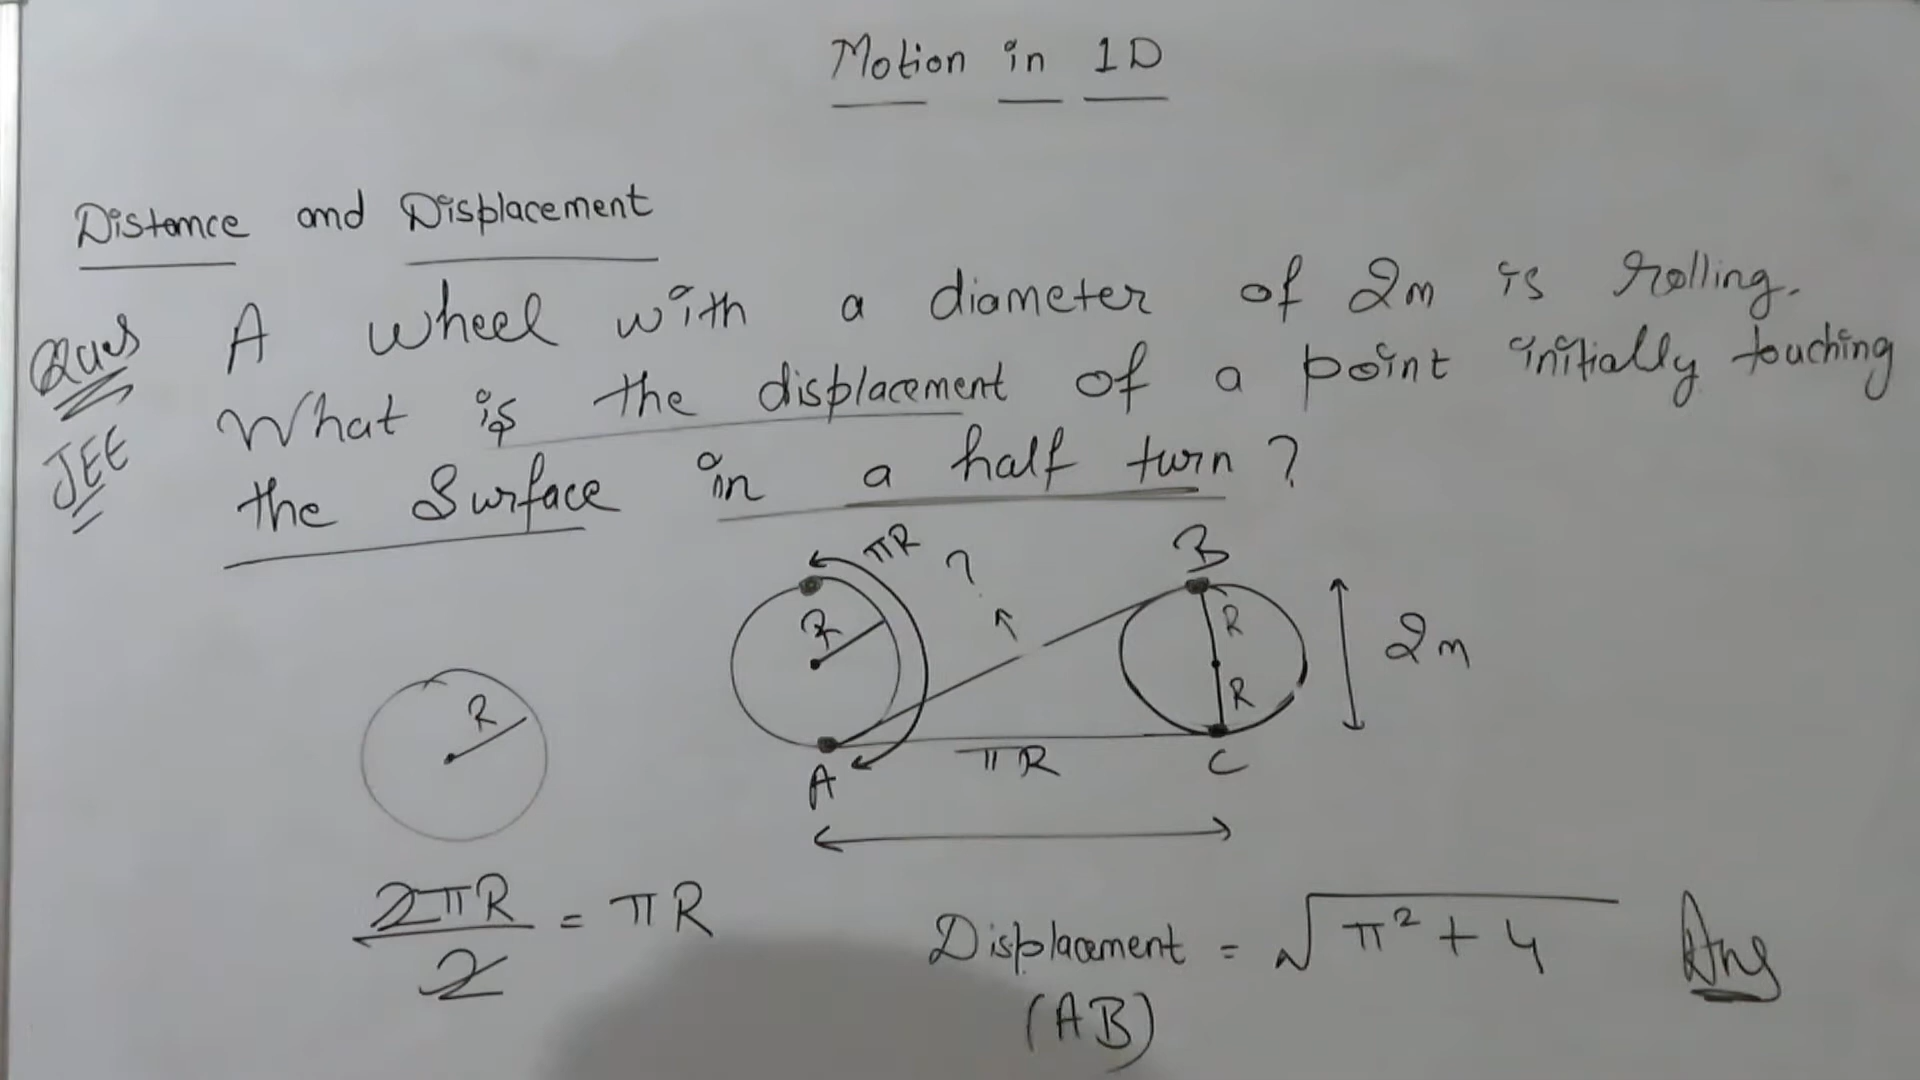 Motion in 1D
Distance and Displacement
Ques A wheel with a diameter of 2m is rolling.
What is the displacement of a point initially touching
JEE the Surface in a half turn ?
πR ?
B
R
R
2m
R
R
A
πR
C
2πR/2 = πR
Displacement = √π² + 4 Ans
(AB)